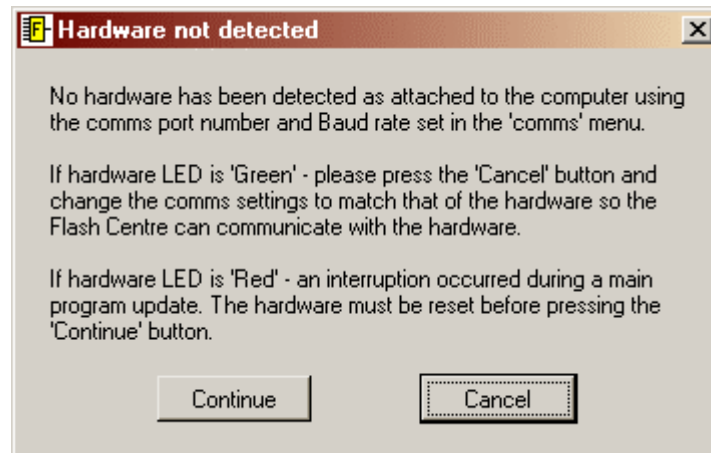 F Hardware not detected
No hardware has been detected as attached to the computer using
the comms port number and Baud rate set in the 'comms' menu.
If hardware LED is 'Green' - please press the 'Cancel' button and
change the comms settings to match that of the hardware so the
Flash Centre can communicate with the hardware.
If hardware LED is 'Red' - an interruption occurred during a main
program update. The hardware must be reset before pressing the
'Continue' button.
Continue Cancel